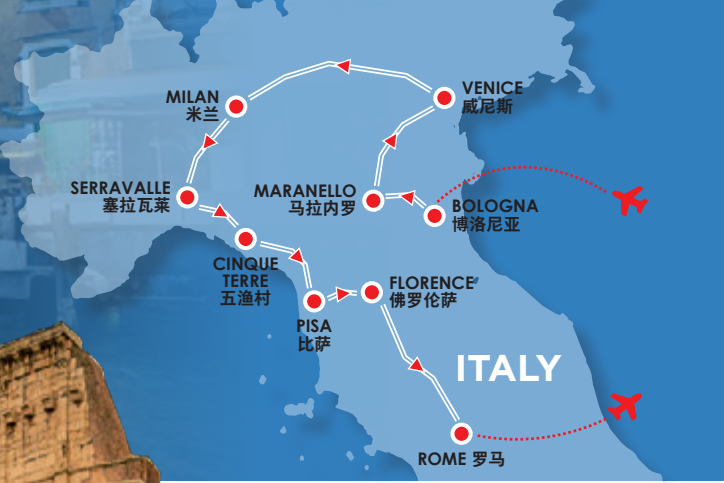 MILAN
米兰
VENICE
威尼斯
SERRAVALLE
塞拉瓦莱
MARANELLO
马拉内罗
BOLOGNA
博洛尼亚
CINQUE
TERRE
五渔村
FLORENCE
佛罗伦萨
PISA
比萨
ITALY
ROME 罗马